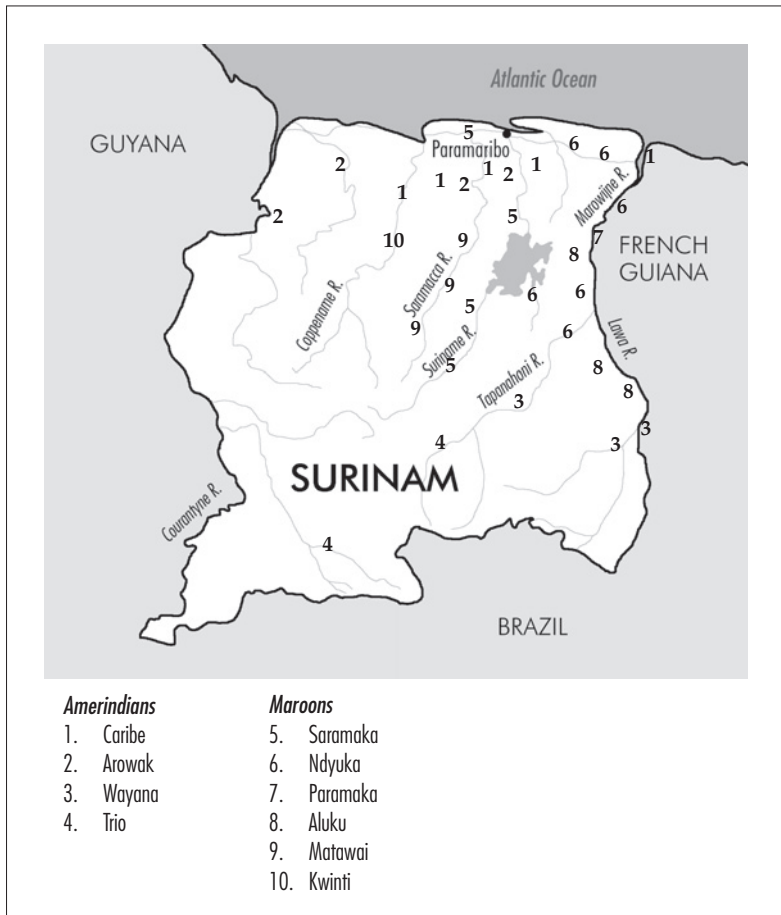 Atlantic Ocean
GUYANA
5
Paramaribo
6
6
1
2
1
1
2
1
2
1
Marowijne R.
6
2
5
10
9
7
FRENCH
GUIANA
8
Saramacca R.
9
6
6
Coppename R.
5
9
6
Lawa R.
Suriname R.
5
8
Tapanahoni R.
8
3
3
4
3
SURINAM
Courantyne R.
4
BRAZIL
Amerindians
1. Caribe
2. Arowak
3. Wayana
4. Trio
Maroons
5. Saramaka
6. Ndyuka
7. Paramaka
8. Aluku
9. Matawai
10. Kwinti